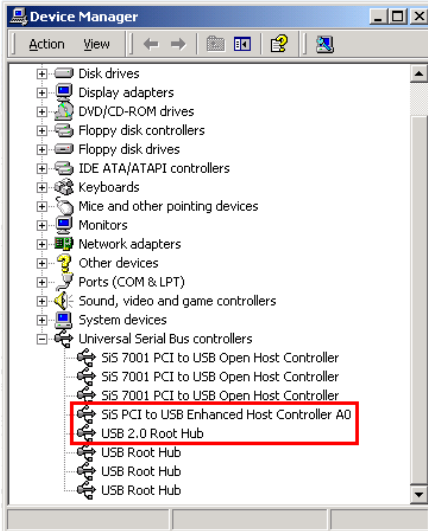 Device Manager
Action View
Disk drives
Display adapters
DVD/CD-ROM drives
Floppy disk controllers
Floppy disk drives
IDE ATA/ATAPI controllers
Keyboards
Mice and other pointing devices
Monitors
Network adapters
Other devices
Ports (COM & LPT)
Sound, video and game controllers
System devices
Universal Serial Bus controllers
SiS 7001 PCI to USB Open Host Controller
SiS 7001 PCI to USB Open Host Controller
SiS 7001 PCI to USB Open Host Controller
SiS PCI to USB Enhanced Host Controller A0
USB 2.0 Root Hub
USB Root Hub
USB Root Hub
USB Root Hub